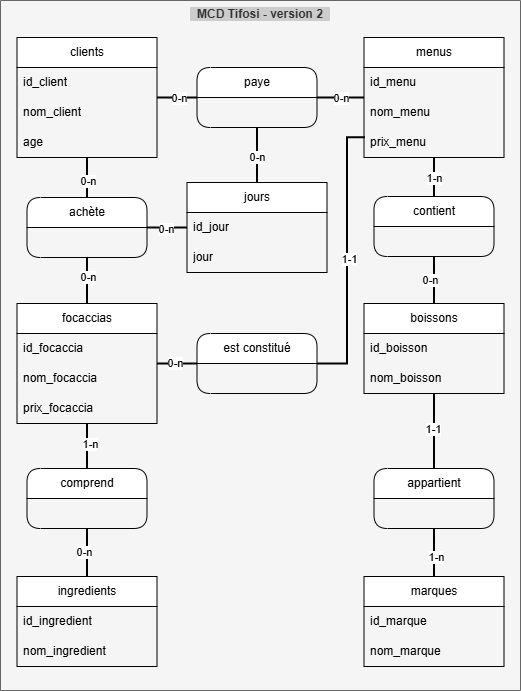 MCD Tifosi - version 2
clients
id_client
nom_client
age
0-n
paye
0-n
menus
id_menu
nom_menu
prix_menu
0-n
0-n
1-n
achète
0-n
jours
id_jour
jour
contient
0-n
1-1
0-n
focaccias
id_focaccia
nom_focaccia
prix_focaccia
0-n
est constitué
boissons
id_boisson
nom_boisson
1-n
1-1
comprend
appartient
0-n
1-n
ingredients
id_ingredient
nom_ingredient
marques
id_marque
nom_marque